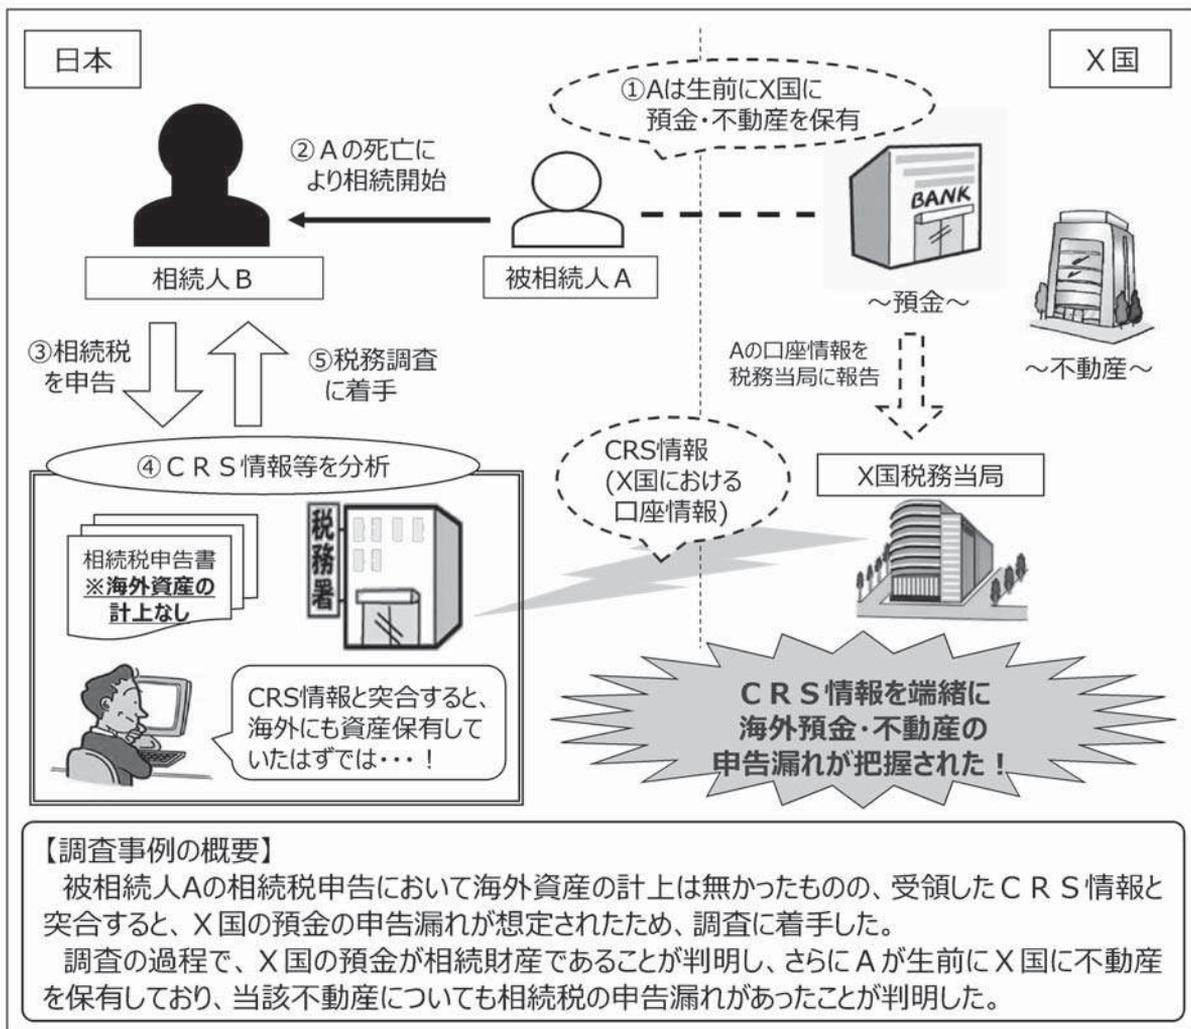 日本
X国
①Aは生前にX国に
預金・不動産を保有
②Aの死亡に
より相続開始
BANK
相続人B
被相続人A
～預金～
～不動産～
③相続税
を申告
⑤税務調査
に着手
Aの口座情報を
税務当局に報告
④CRS情報等を分析
CRS情報
(X国における
口座情報)
X国税務当局
相続税申告書
※海外資産の
計上なし
税務署
CRS情報と突合すると、
海外にも資産保有して
いたはずでは・・・！
CRS情報を端緒に
海外預金・不動産の
申告漏れが把握された！
【調査事例の概要】
被相続人Aの相続税申告において海外資産の計上は無かったものの、受領したCRS情報と
突合すると、X国の預金の申告漏れが想定されたため、調査に着手した。
調査の過程で、X国の預金が相続財産であることが判明し、さらにAが生前にX国に不動産
を保有しており、当該不動産についても相続税の申告漏れがあったことが判明した。